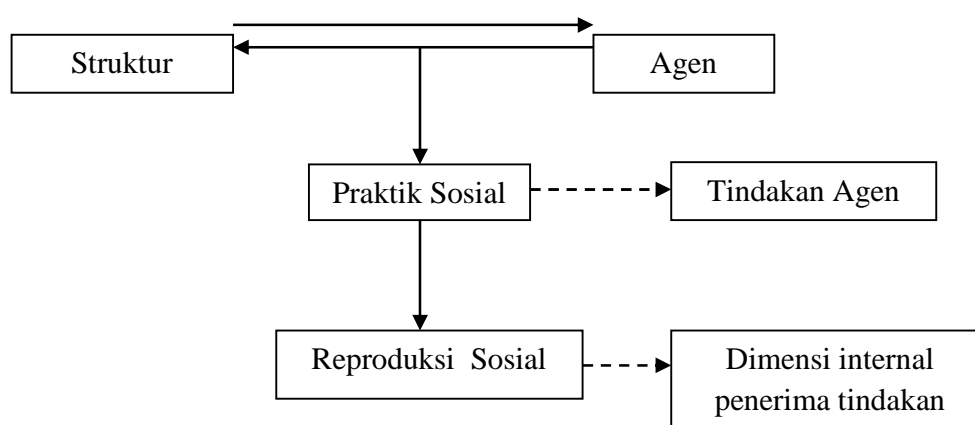 Struktur
Agen
Praktik Sosial
Tindakan Agen
Reproduksi Sosial
Dimensi internal
penerima tindakan